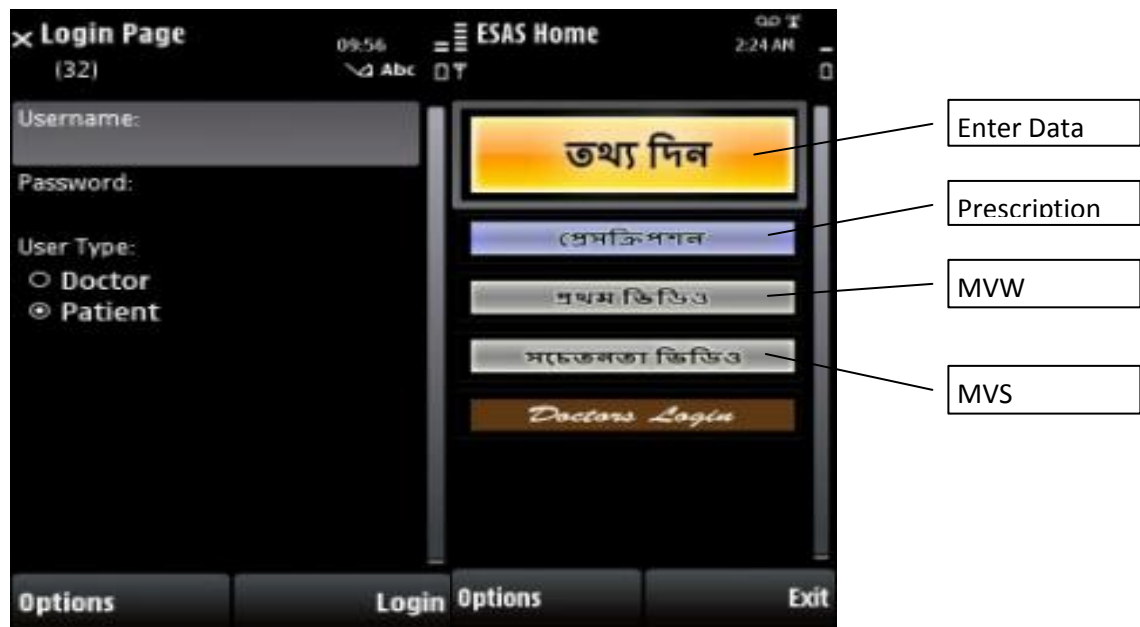 Login Page
(32)
09:56
Abc
Username:
Password:
User Type:
Doctor
Patient
Options
Login
ESAS Home
2:24 AM
তথ্য দিন
প্রেসক্রিপশন
প্রথম ভিডিও
সচেতনতা ভিডিও
Doctors Login
Options
Exit
Enter Data
Prescription
MVW
MVS